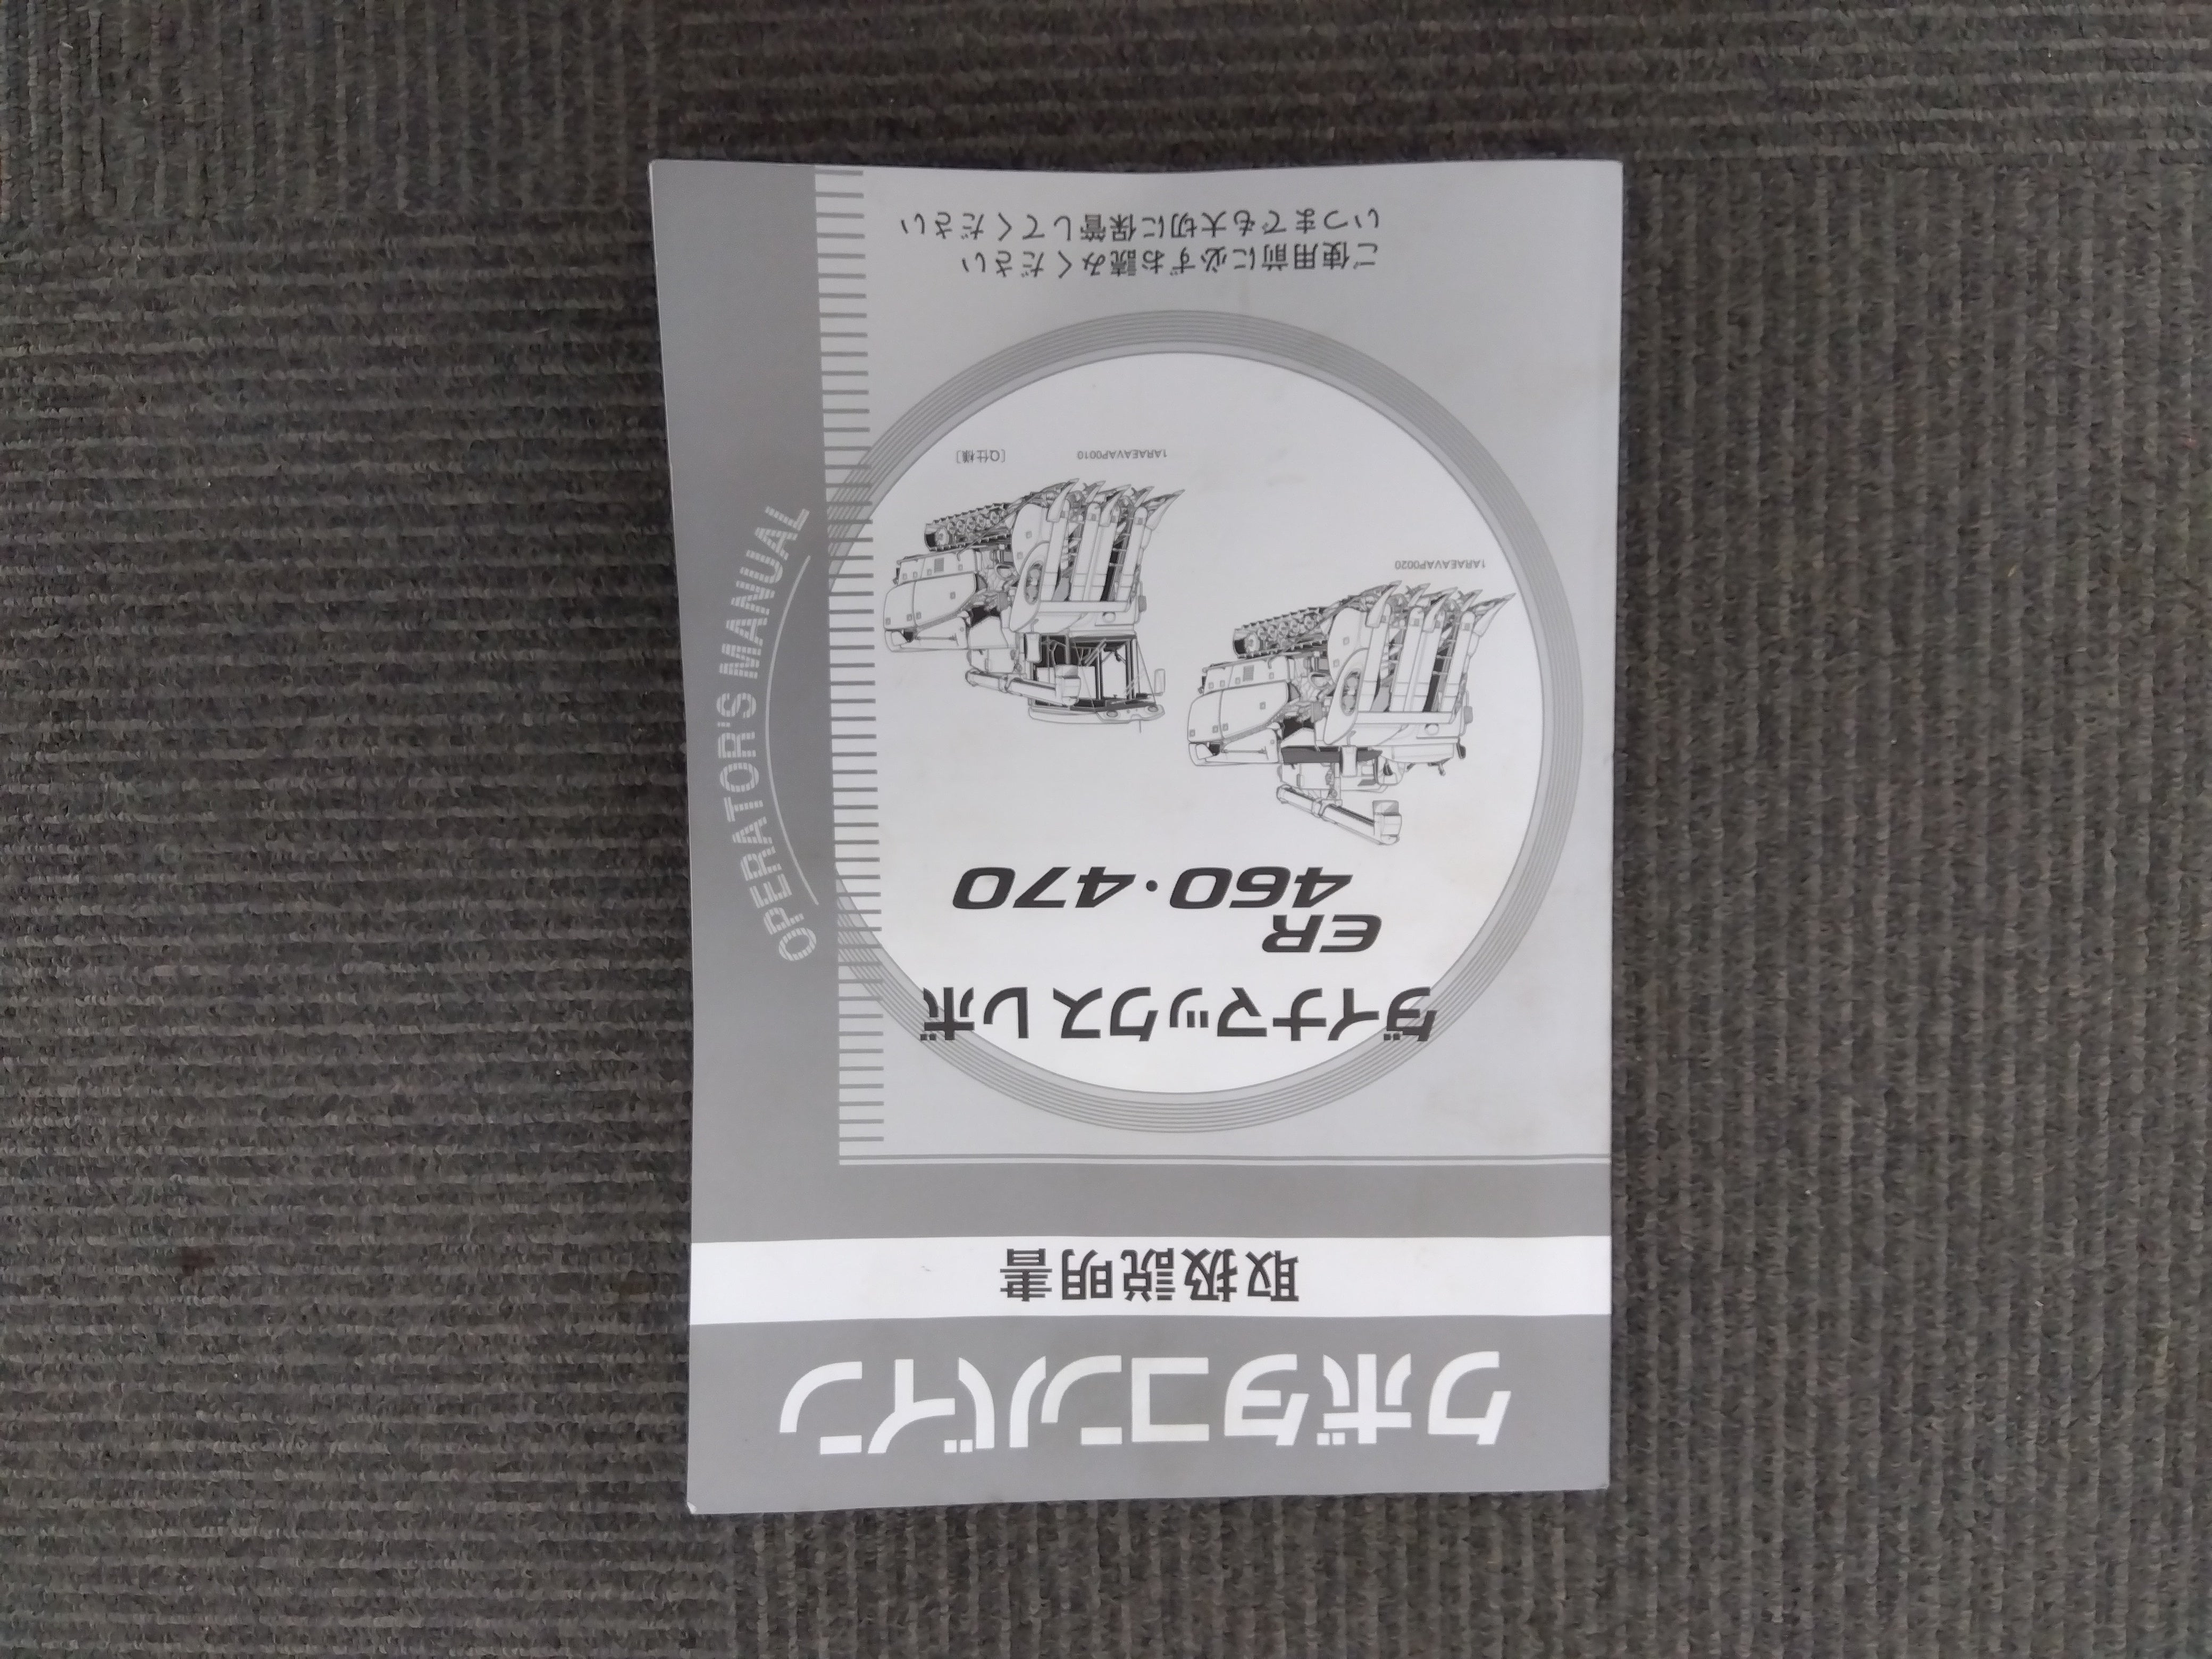 クボタコンバイン
取扱説明書
ダイナマックスレボ
ER
460・470
1ARAEAVAP0020
1ARAEAVAP0010
[Q仕様]
OPERATOR'S MANUAL
ご使用前に必ずお読みください
いつまでも大切に保管してください